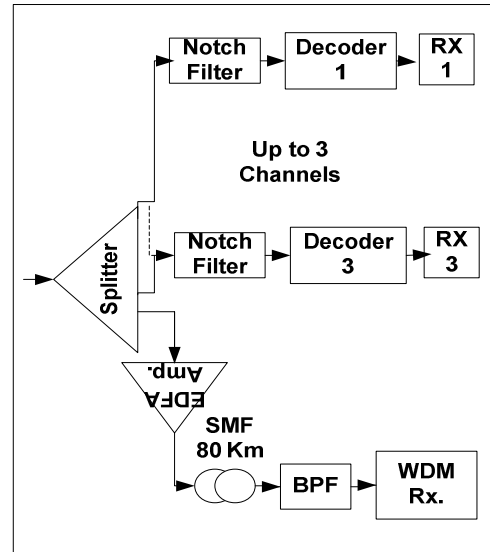 Notch
Filter
Decoder
1
RX
1
Up to 3
Channels
Splitter
Notch
Filter
Decoder
3
RX
3
EDFA
Amp.
SMF
80 Km
BPF
WDM
Rx.